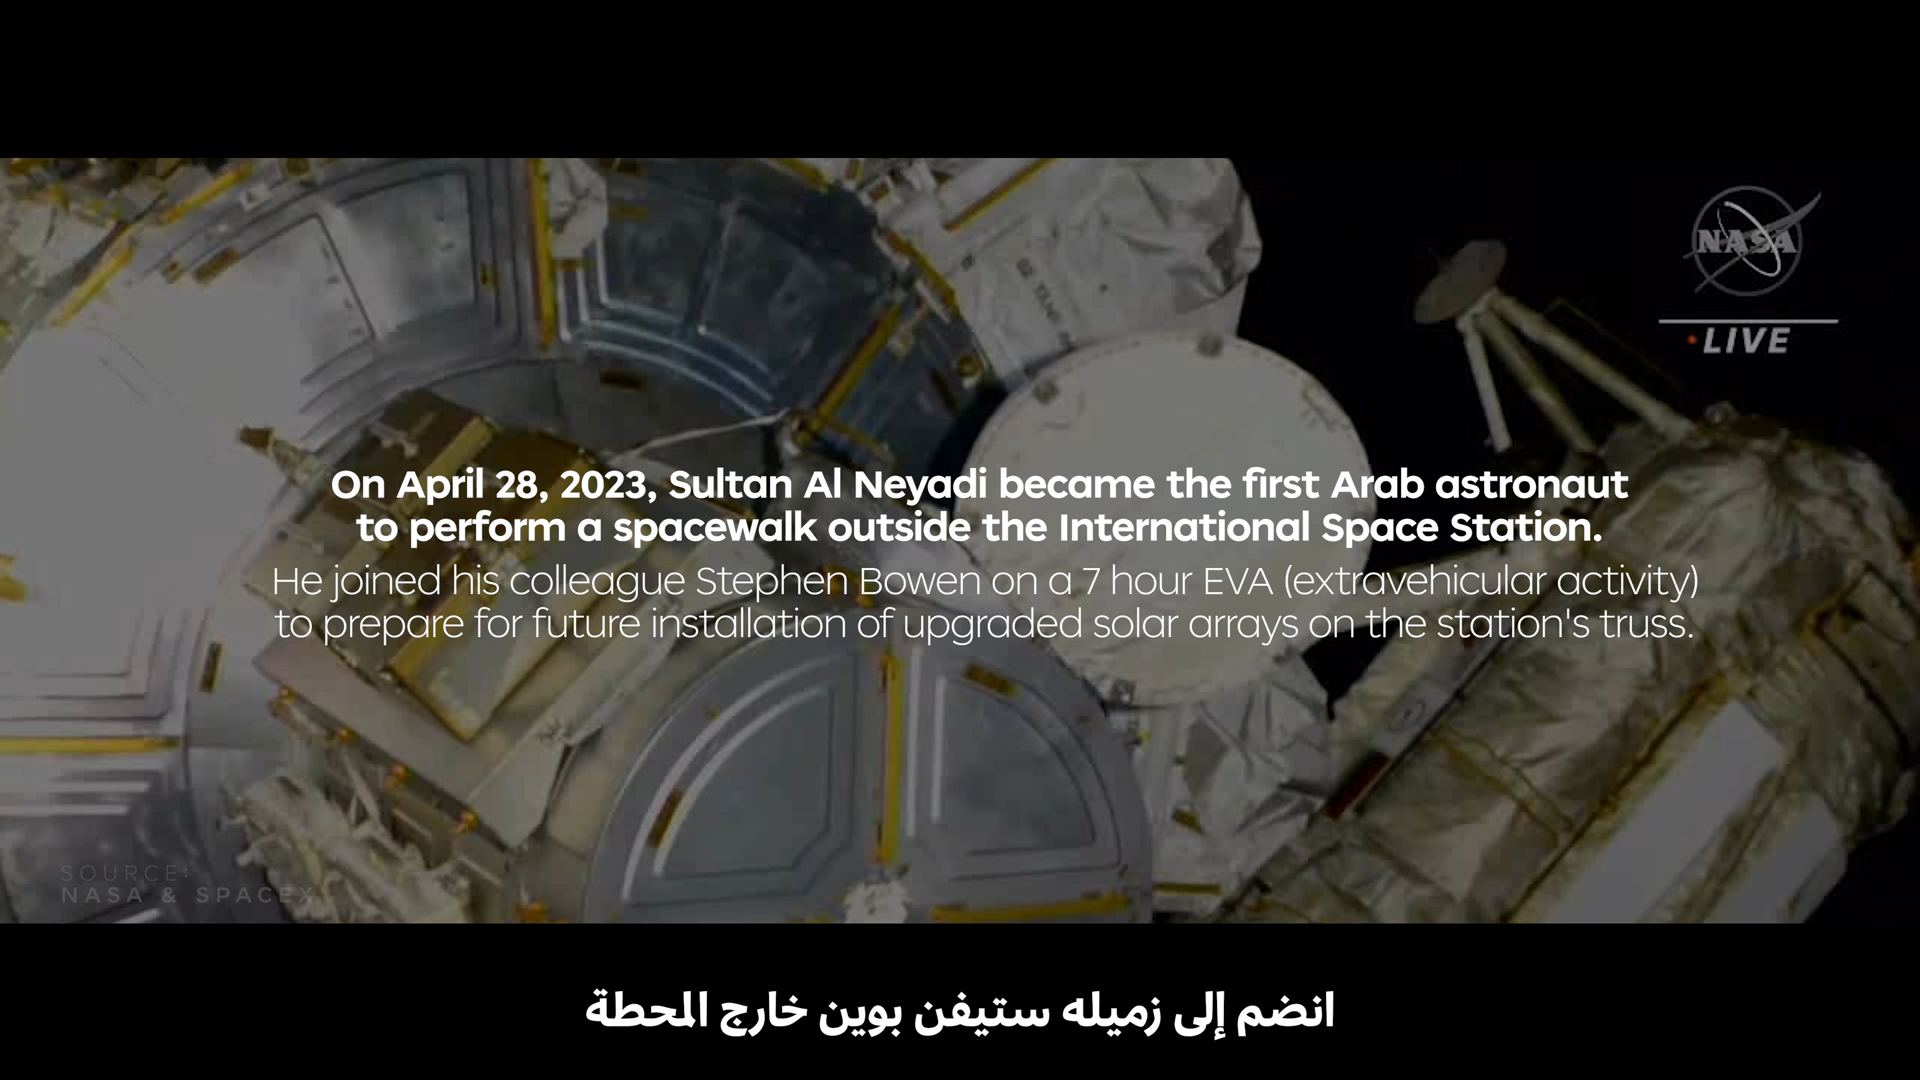 NASA
LIVE
On April 28, 2023, Sultan Al Neyadi became the first Arab astronaut
to perform a spacewalk outside the International Space Station.
He joined his colleague Stephen Bowen on a 7 hour EVA (extravehicular activity)
to prepare for future installation of upgraded solar arrays on the station's truss.
SOURCE:
NASA & SPACEX
انضم إلى زميله ستيفن بوين خارج المحطة